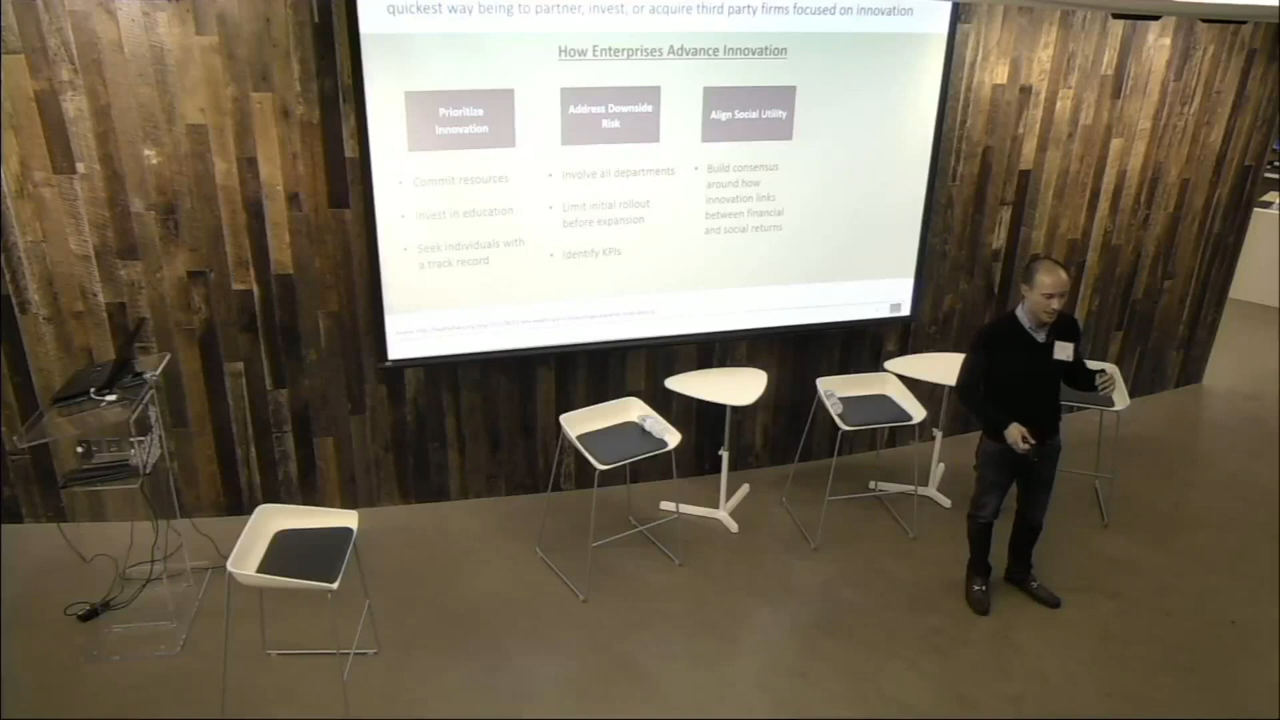 quickest way being to partner, invest, or acquire third party firms focused on innovation
How Enterprises Advance Innovation
Prioritize
Innovation
• Commit resources
• Invest in education
• Seek individuals with
a track record
Address Downside
Risk
• Involve all departments
• Limit initial rollout
before expansion
• Identify KPIs
Align Social Utility
• Build consensus
around how
innovation links
between financial
and social returns